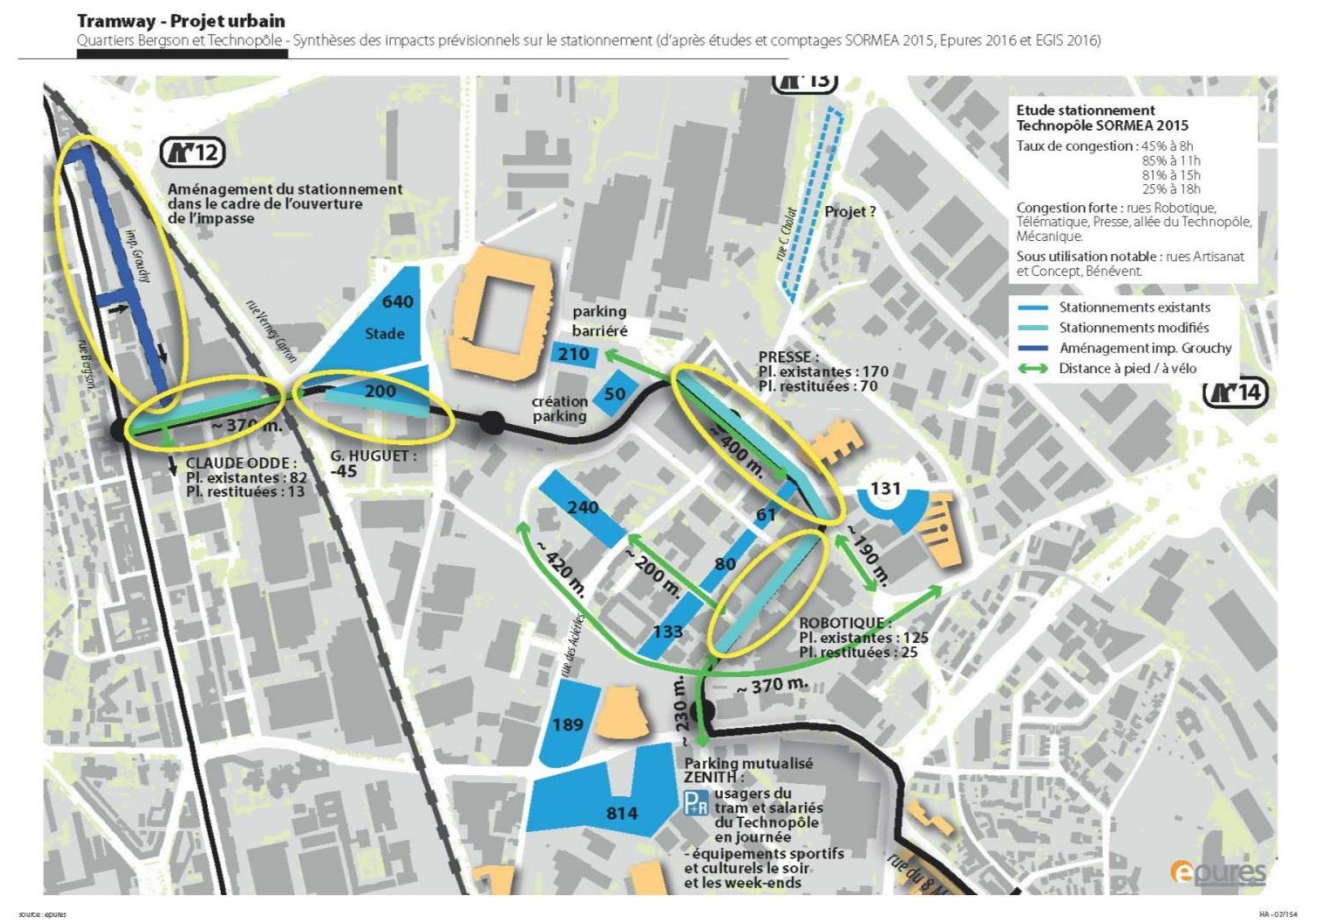 Tramway - Projet urbain
Quartiers Bergson et Technopôle - Synthèses des impacts prévisionnels sur le stationnement (d'après études et comptages SORMEA 2015, Epures 2016 et EGIS 2016)
13
12
Aménagement du stationnement
dans le cadre de l'ouverture
de l'impasse
Etude stationnement
Technopôle SORMEA 2015
Taux de congestion : 45% à 8h
85% à 11h
81% à 15h
25% à 18h
Congestion forte : rues Robotique,
Télématique, Presse, allée du Technopôle,
Mécanique.
Sous utilisation notable : rues Artisanat
et Concept, Bénévent.
Stationnements existants
Stationnements modifiés
Aménagement imp. Grouchy
Distance à pied / à vélo
14
Projet ?
rue C. Cholat
imp. Grouchy
rue Verney Carron
rue Bergson
640
Stade
200
parking
barriéré
210
50
création
parking
PRESSE :
Pl. existantes : 170
Pl. restituées : 70
~ 370 m.
CLAUDE ODDE :
Pl. existantes : 82
Pl. restituées : 13
G. HUGUET :
-45
~ 400 m.
131
240
61
80
133
~ 420 m.
~ 200 m.
~ 190 m.
rue des Aciéries
ROBOTIQUE :
Pl. existantes : 125
Pl. restituées : 25
~ 370 m.
~ 230 m.
189
814
Parking mutualisé
ZENITH :
P+R
usagers du
tram et salariés
du Technopôle
en journée
- équipements sportifs
et culturels le soir
et les week-ends
rue du 8 M
epures
source : epures
HA - 03/154